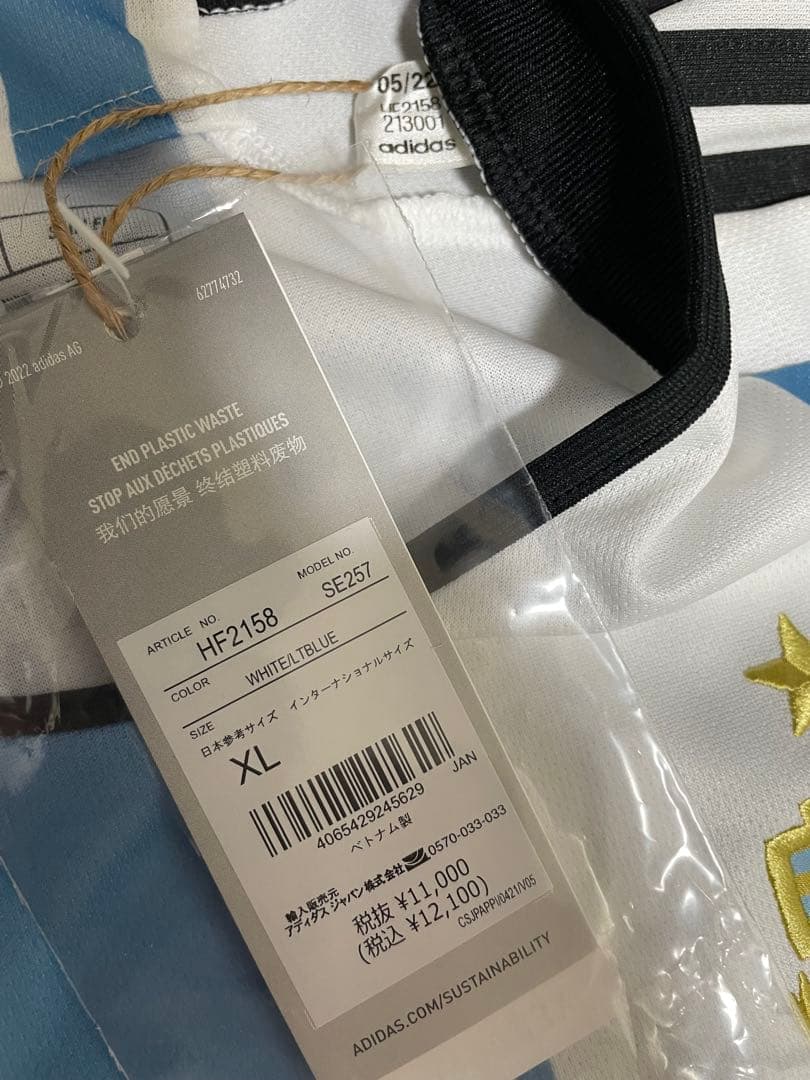 05/22
HF2158
213001
adidas
62774732
2022 adidas AG
END PLASTIC WASTE
STOP AUX DÉCHETS PLASTIQUES
我们的愿景 终结塑料废物
ARTICLE NO.
MODEL NO.
HF2158
SE257
COLOR
WHITE/LTBLUE
SIZE
日本参考サイズ インターナショナルサイズ
XL
JAN
4065429245629
ベトナム製
輸入販売元
アディダス ジャパン株式会社 0570-033-033
税抜 ¥11,000
(税込 ¥12,100)
CSJPAPPI/0421/V05
ADIDAS.COM/SUSTAINABILITY